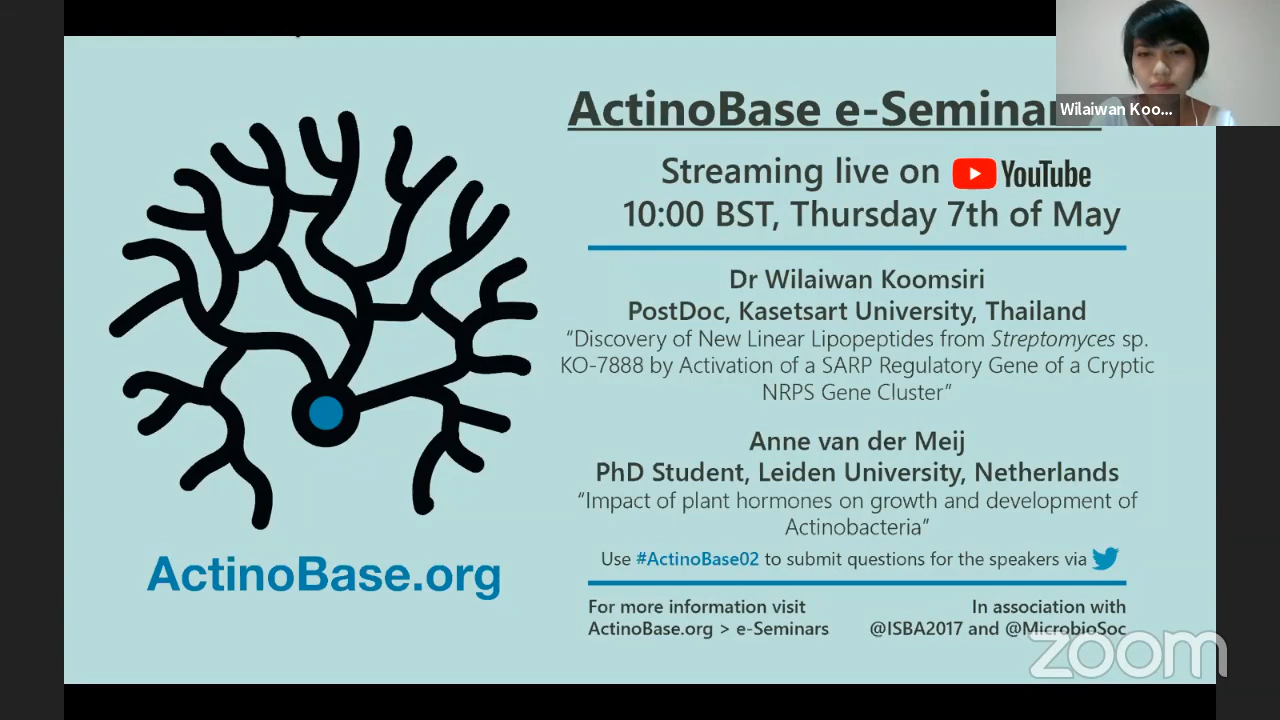 ActinoBase e-Seminar
Wilaiwan Koo...
Streaming live on YouTube
10:00 BST, Thursday 7th of May
Dr Wilaiwan Koomsiri
PostDoc, Kasetsart University, Thailand
“Discovery of New Linear Lipopeptides from Streptomyces sp.
KO-7888 by Activation of a SARP Regulatory Gene of a Cryptic
NRPS Gene Cluster”
Anne van der Meij
PhD Student, Leiden University, Netherlands
“Impact of plant hormones on growth and development of
Actinobacteria”
Use #ActinoBase02 to submit questions for the speakers via
ActinoBase.org
For more information visit
ActinoBase.org > e-Seminars
In association with
@ISBA2017 and @MicrobioSoc
zoom